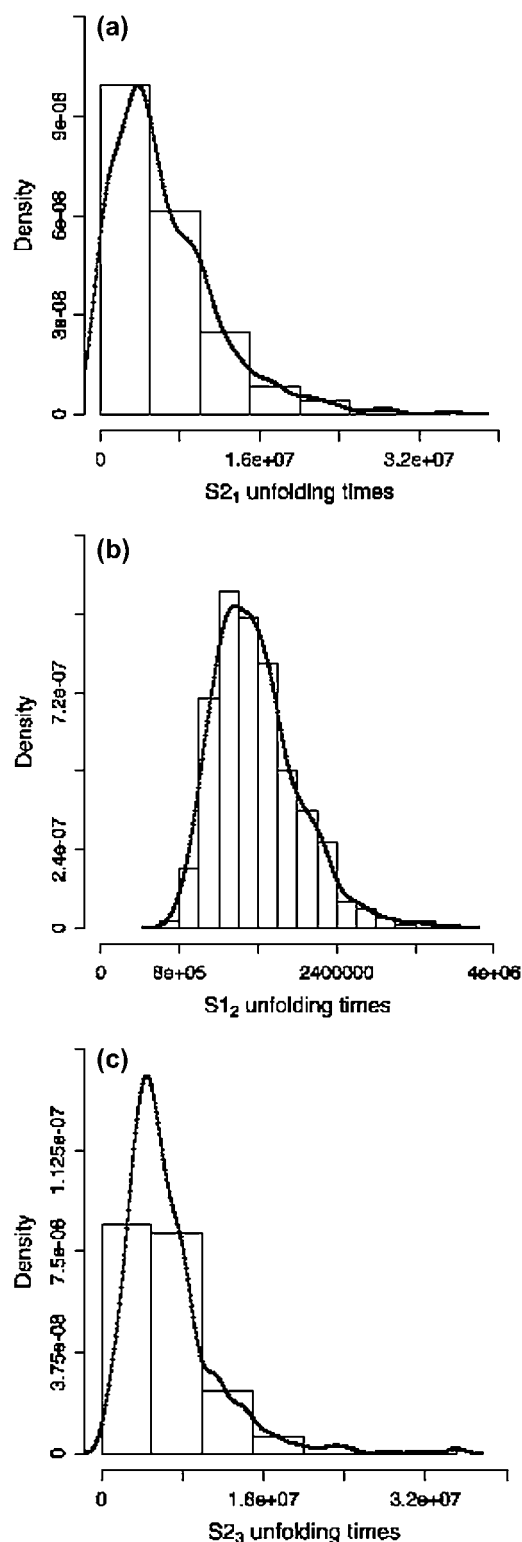 (a)
Density
9e-08
6e-08
3e-08
0
0 1.6e+07 3.2e+07
S2₁ unfolding times
(b)
Density
7.2e-07
2.4e-07
0
0 8e+05 2400000 4e+06
S1₂ unfolding times
(c)
Density
1.125e-07
7.5e-08
3.75e-08
0
0 1.6e+07 3.2e+07
S2₃ unfolding times